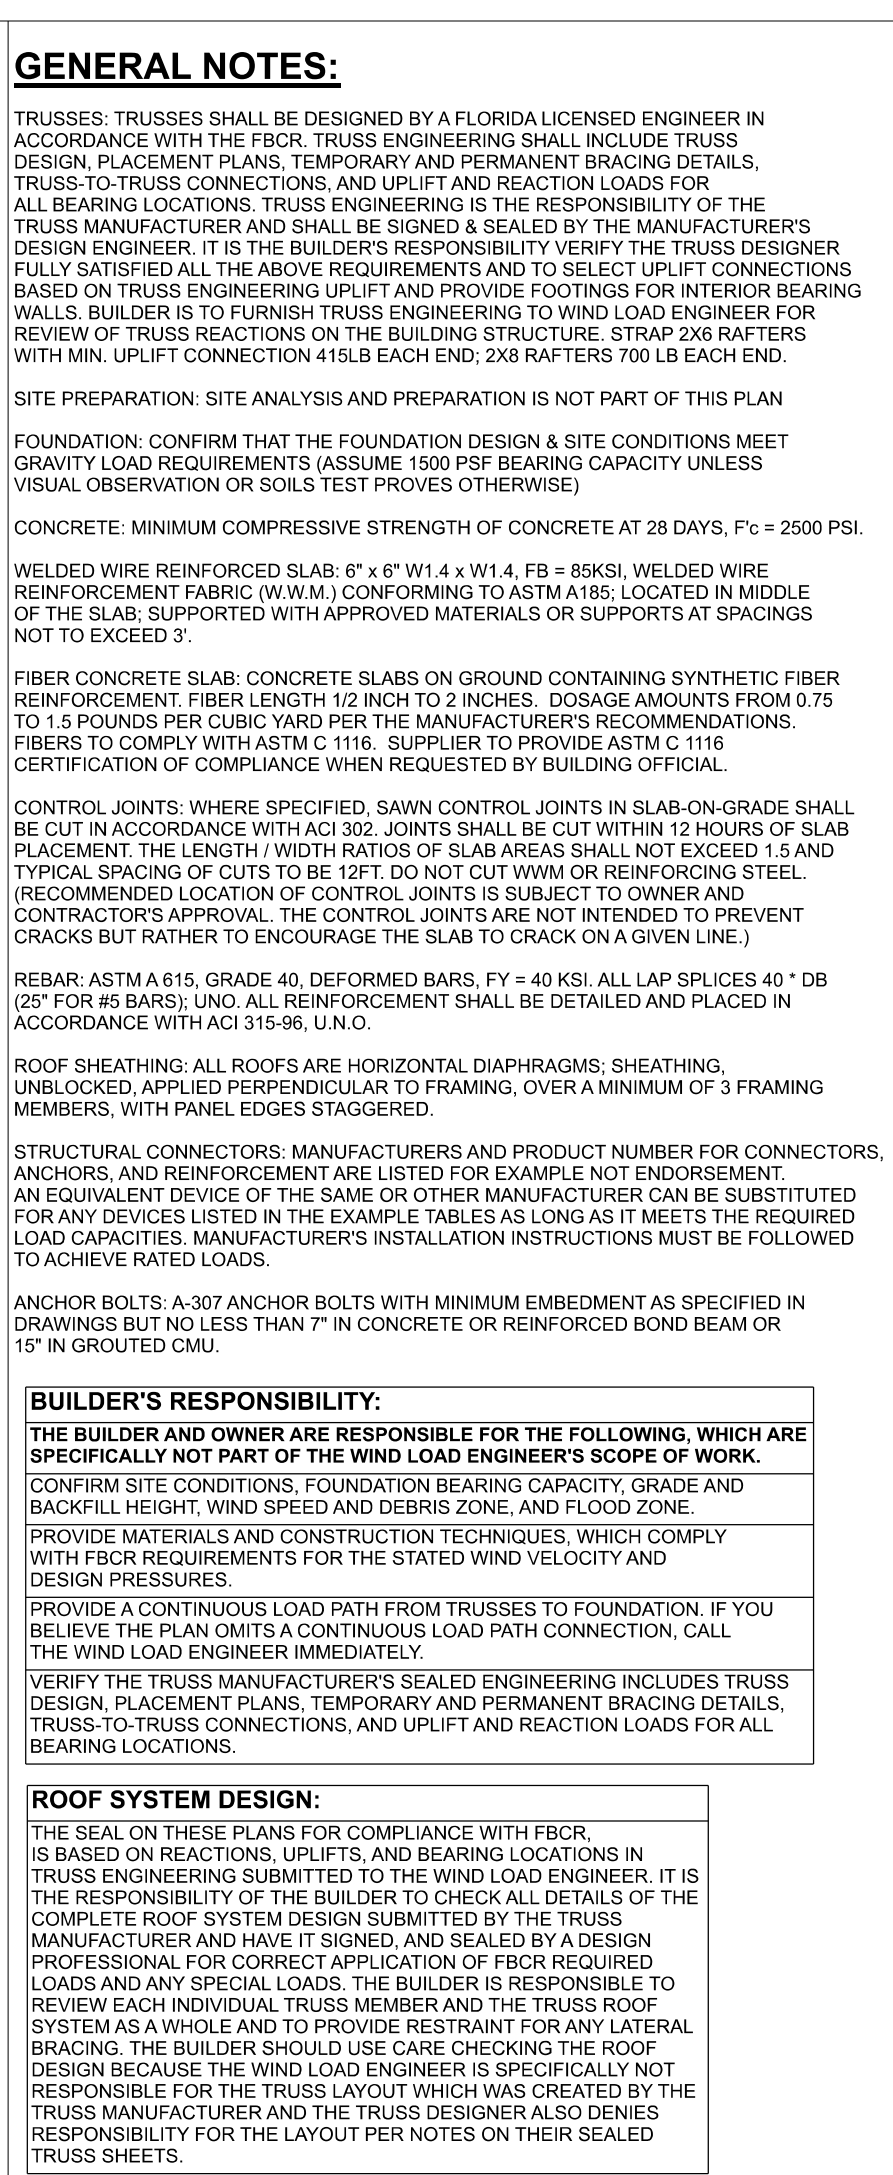 GENERAL NOTES:
TRUSSES: TRUSSES SHALL BE DESIGNED BY A FLORIDA LICENSED ENGINEER IN
ACCORDANCE WITH THE FBCR. TRUSS ENGINEERING SHALL INCLUDE TRUSS
DESIGN, PLACEMENT PLANS, TEMPORARY AND PERMANENT BRACING DETAILS,
TRUSS-TO-TRUSS CONNECTIONS, AND UPLIFT AND REACTION LOADS FOR
ALL BEARING LOCATIONS. TRUSS ENGINEERING IS THE RESPONSIBILITY OF THE
TRUSS MANUFACTURER AND SHALL BE SIGNED & SEALED BY THE MANUFACTURER'S
DESIGN ENGINEER. IT IS THE BUILDER'S RESPONSIBILITY VERIFY THE TRUSS DESIGNER
FULLY SATISFIED ALL THE ABOVE REQUIREMENTS AND TO SELECT UPLIFT CONNECTIONS
BASED ON TRUSS ENGINEERING UPLIFT AND PROVIDE FOOTINGS FOR INTERIOR BEARING
WALLS. BUILDER IS TO FURNISH TRUSS ENGINEERING TO WIND LOAD ENGINEER FOR
REVIEW OF TRUSS REACTIONS ON THE BUILDING STRUCTURE. STRAP 2X6 RAFTERS
WITH MIN. UPLIFT CONNECTION 415LB EACH END; 2X8 RAFTERS 700 LB EACH END.
SITE PREPARATION: SITE ANALYSIS AND PREPARATION IS NOT PART OF THIS PLAN
FOUNDATION: CONFIRM THAT THE FOUNDATION DESIGN & SITE CONDITIONS MEET
GRAVITY LOAD REQUIREMENTS (ASSUME 1500 PSF BEARING CAPACITY UNLESS
VISUAL OBSERVATION OR SOILS TEST PROVES OTHERWISE)
CONCRETE: MINIMUM COMPRESSIVE STRENGTH OF CONCRETE AT 28 DAYS, F'c = 2500 PSI.
WELDED WIRE REINFORCED SLAB: 6" x 6" W1.4 x W1.4, FB = 85KSI, WELDED WIRE
REINFORCEMENT FABRIC (W.W.M.) CONFORMING TO ASTM A185; LOCATED IN MIDDLE
OF THE SLAB; SUPPORTED WITH APPROVED MATERIALS OR SUPPORTS AT SPACINGS
NOT TO EXCEED 3'.
FIBER CONCRETE SLAB: CONCRETE SLABS ON GROUND CONTAINING SYNTHETIC FIBER
REINFORCEMENT. FIBER LENGTH 1/2 INCH TO 2 INCHES.  DOSAGE AMOUNTS FROM 0.75
TO 1.5 POUNDS PER CUBIC YARD PER THE MANUFACTURER'S RECOMMENDATIONS.
FIBERS TO COMPLY WITH ASTM C 1116.  SUPPLIER TO PROVIDE ASTM C 1116
CERTIFICATION OF COMPLIANCE WHEN REQUESTED BY BUILDING OFFICIAL.
CONTROL JOINTS: WHERE SPECIFIED, SAWN CONTROL JOINTS IN SLAB-ON-GRADE SHALL
BE CUT IN ACCORDANCE WITH ACI 302. JOINTS SHALL BE CUT WITHIN 12 HOURS OF SLAB
PLACEMENT. THE LENGTH / WIDTH RATIOS OF SLAB AREAS SHALL NOT EXCEED 1.5 AND
TYPICAL SPACING OF CUTS TO BE 12FT. DO NOT CUT WWM OR REINFORCING STEEL.
(RECOMMENDED LOCATION OF CONTROL JOINTS IS SUBJECT TO OWNER AND
CONTRACTOR'S APPROVAL. THE CONTROL JOINTS ARE NOT INTENDED TO PREVENT
CRACKS BUT RATHER TO ENCOURAGE THE SLAB TO CRACK ON A GIVEN LINE.)
REBAR: ASTM A 615, GRADE 40, DEFORMED BARS, FY = 40 KSI. ALL LAP SPLICES 40 * DB
(25" FOR #5 BARS); UNO. ALL REINFORCEMENT SHALL BE DETAILED AND PLACED IN
ACCORDANCE WITH ACI 315-96, U.N.O.
ROOF SHEATHING: ALL ROOFS ARE HORIZONTAL DIAPHRAGMS; SHEATHING,
UNBLOCKED, APPLIED PERPENDICULAR TO FRAMING, OVER A MINIMUM OF 3 FRAMING
MEMBERS, WITH PANEL EDGES STAGGERED.
STRUCTURAL CONNECTORS: MANUFACTURERS AND PRODUCT NUMBER FOR CONNECTORS,
ANCHORS, AND REINFORCEMENT ARE LISTED FOR EXAMPLE NOT ENDORSEMENT.
AN EQUIVALENT DEVICE OF THE SAME OR OTHER MANUFACTURER CAN BE SUBSTITUTED
FOR ANY DEVICES LISTED IN THE EXAMPLE TABLES AS LONG AS IT MEETS THE REQUIRED
LOAD CAPACITIES. MANUFACTURER'S INSTALLATION INSTRUCTIONS MUST BE FOLLOWED
TO ACHIEVE RATED LOADS.
ANCHOR BOLTS: A-307 ANCHOR BOLTS WITH MINIMUM EMBEDMENT AS SPECIFIED IN
DRAWINGS BUT NO LESS THAN 7" IN CONCRETE OR REINFORCED BOND BEAM OR
15" IN GROUTED CMU.
BUILDER'S RESPONSIBILITY:
THE BUILDER AND OWNER ARE RESPONSIBLE FOR THE FOLLOWING, WHICH ARE
SPECIFICALLY NOT PART OF THE WIND LOAD ENGINEER'S SCOPE OF WORK.
CONFIRM SITE CONDITIONS, FOUNDATION BEARING CAPACITY, GRADE AND
BACKFILL HEIGHT, WIND SPEED AND DEBRIS ZONE, AND FLOOD ZONE.
PROVIDE MATERIALS AND CONSTRUCTION TECHNIQUES, WHICH COMPLY
WITH FBCR REQUIREMENTS FOR THE STATED WIND VELOCITY AND
DESIGN PRESSURES.
PROVIDE A CONTINUOUS LOAD PATH FROM TRUSSES TO FOUNDATION. IF YOU
BELIEVE THE PLAN OMITS A CONTINUOUS LOAD PATH CONNECTION, CALL
THE WIND LOAD ENGINEER IMMEDIATELY.
VERIFY THE TRUSS MANUFACTURER'S SEALED ENGINEERING INCLUDES TRUSS
DESIGN, PLACEMENT PLANS, TEMPORARY AND PERMANENT BRACING DETAILS,
TRUSS-TO-TRUSS CONNECTIONS, AND UPLIFT AND REACTION LOADS FOR ALL
BEARING LOCATIONS.
ROOF SYSTEM DESIGN:
THE SEAL ON THESE PLANS FOR COMPLIANCE WITH FBCR,
IS BASED ON REACTIONS, UPLIFTS, AND BEARING LOCATIONS IN
TRUSS ENGINEERING SUBMITTED TO THE WIND LOAD ENGINEER. IT IS
THE RESPONSIBILITY OF THE BUILDER TO CHECK ALL DETAILS OF THE
COMPLETE ROOF SYSTEM DESIGN SUBMITTED BY THE TRUSS
MANUFACTURER AND HAVE IT SIGNED, AND SEALED BY A DESIGN
PROFESSIONAL FOR CORRECT APPLICATION OF FBCR REQUIRED
LOADS AND ANY SPECIAL LOADS. THE BUILDER IS RESPONSIBLE TO
REVIEW EACH INDIVIDUAL TRUSS MEMBER AND THE TRUSS ROOF
SYSTEM AS A WHOLE AND TO PROVIDE RESTRAINT FOR ANY LATERAL
BRACING. THE BUILDER SHOULD USE CARE CHECKING THE ROOF
DESIGN BECAUSE THE WIND LOAD ENGINEER IS SPECIFICALLY NOT
RESPONSIBLE FOR THE TRUSS LAYOUT WHICH WAS CREATED BY THE
TRUSS MANUFACTURER AND THE TRUSS DESIGNER ALSO DENIES
RESPONSIBILITY FOR THE LAYOUT PER NOTES ON THEIR SEALED
TRUSS SHEETS.